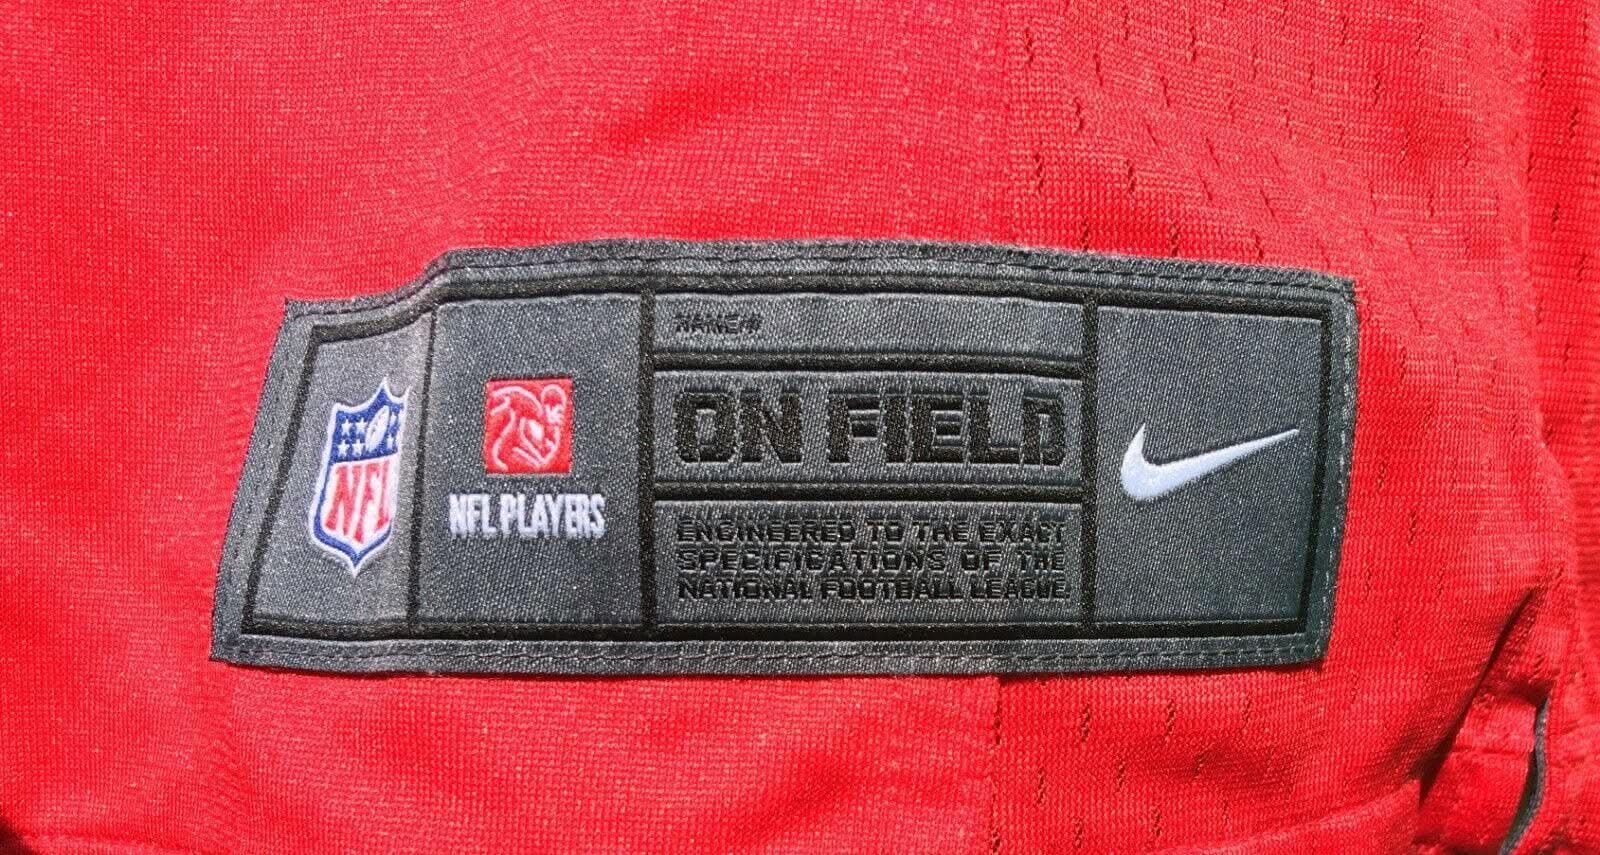 NFL
NFL PLAYERS
NAME/#
ON FIELD
ENGINEERED TO THE EXACT
SPECIFICATIONS OF THE
NATIONAL FOOTBALL LEAGUE.